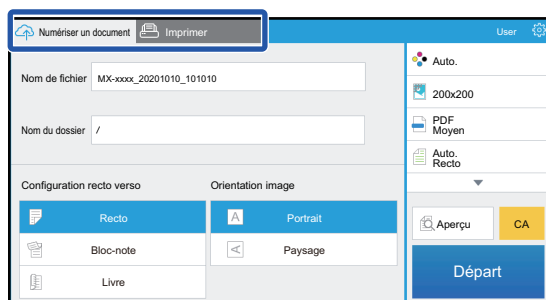 Numériser un document
Imprimer
User
Nom de fichier
MX-xxxx_20201010_101010
Nom du dossier
/
Configuration recto verso
Orientation image
Recto
Bloc-note
Livre
A
Portrait
A
Paysage
Auto.
200x200
PDF
Moyen
Auto.
Recto
Aperçu
CA
Départ